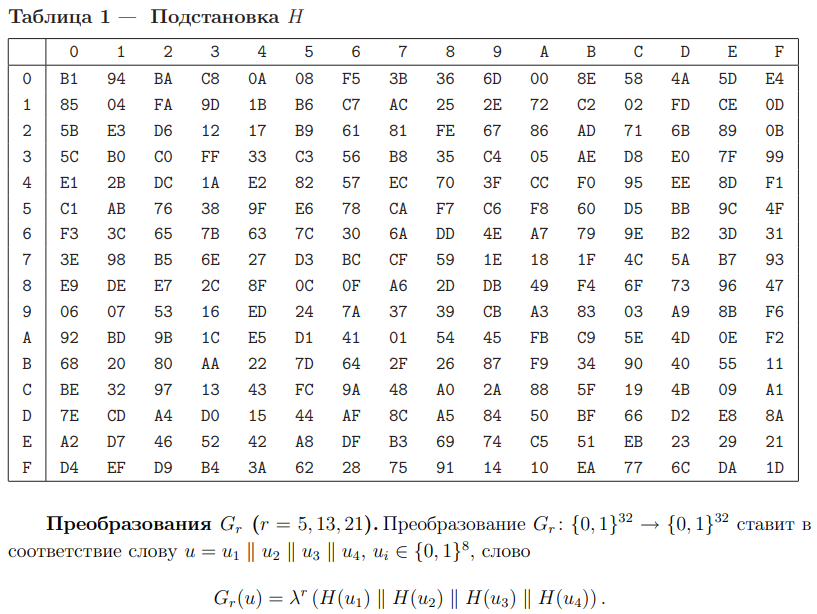 Таблица 1 — Подстановка H
0 1 2 3 4 5 6 7 8 9 A B C D E F
0 B1 94 BA C8 0A 08 F5 3B 36 6D 00 8E 58 4A 5D E4
1 85 04 FA 9D 1B B6 C7 AC 25 2E 72 C2 02 FD CE 0D
2 5B E3 D6 12 17 B9 61 81 FE 67 86 AD 71 6B 89 0B
3 5C B0 C0 FF 33 C3 56 B8 35 C4 05 AE D8 E0 7F 99
4 E1 2B DC 1A E2 82 57 EC 70 3F CC F0 95 EE 8D F1
5 C1 AB 76 38 9F E6 78 CA F7 C6 F8 60 D5 BB 9C 4F
6 F3 3C 65 7B 63 7C 30 6A DD 4E A7 79 9E B2 3D 31
7 3E 98 B5 6E 27 D3 BC CF 59 1E 18 1F 4C 5A B7 93
8 E9 DE E7 2C 8F 0C 0F A6 2D DB 49 F4 6F 73 96 47
9 06 07 53 16 ED 24 7A 37 39 CB A3 83 03 A9 8B F6
A 92 BD 9B 1C E5 D1 41 01 54 45 FB C9 5E 4D 0E F2
B 68 20 80 AA 22 7D 64 2F 26 87 F9 34 90 40 55 11
C BE 32 97 13 43 FC 9A 48 A0 2A 88 5F 19 4B 09 A1
D 7E CD A4 D0 15 44 AF 8C A5 84 50 BF 66 D2 E8 8A
E A2 D7 46 52 42 A8 DF B3 69 74 C5 51 EB 23 29 21
F D4 EF D9 B4 3A 62 28 75 91 14 10 EA 77 6C DA 1D
Преобразования G_r (r = 5, 13, 21). Преобразование G_r : {0, 1}^32 → {0, 1}^32 ставит в
соответствие слову u = u_1 ∥ u_2 ∥ u_3 ∥ u_4, u_i ∈ {0, 1}^8, слово
G_r(u) = λ^r (H(u_1) ∥ H(u_2) ∥ H(u_3) ∥ H(u_4)) .